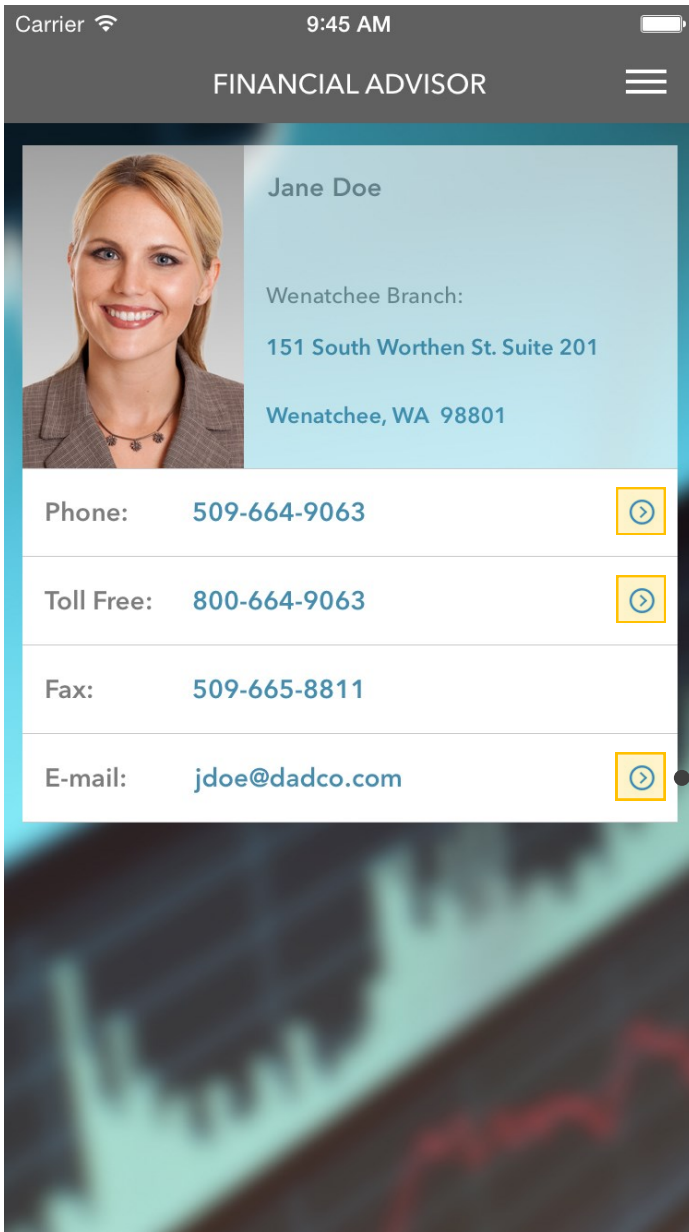 Carrier 9:45 AM
FINANCIAL ADVISOR
Jane Doe
Wenatchee Branch:
151 South Worthen St. Suite 201
Wenatchee, WA 98801
Phone: 509-664-9063
Toll Free: 800-664-9063
Fax: 509-665-8811
E-mail: jdoe@dadco.com